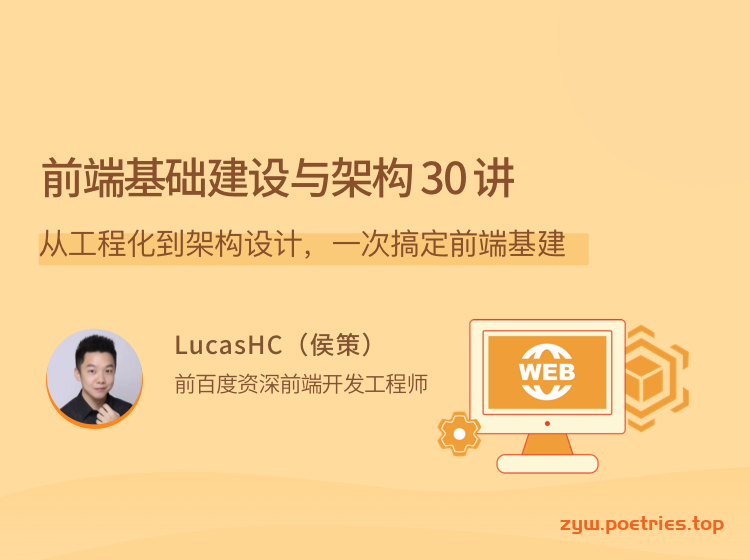 前端基础建设与架构 30 讲
从工程化到架构设计，一次搞定前端基建
LucasHC（侯策）
前百度资深前端开发工程师
WEB
zyw.poetries.top